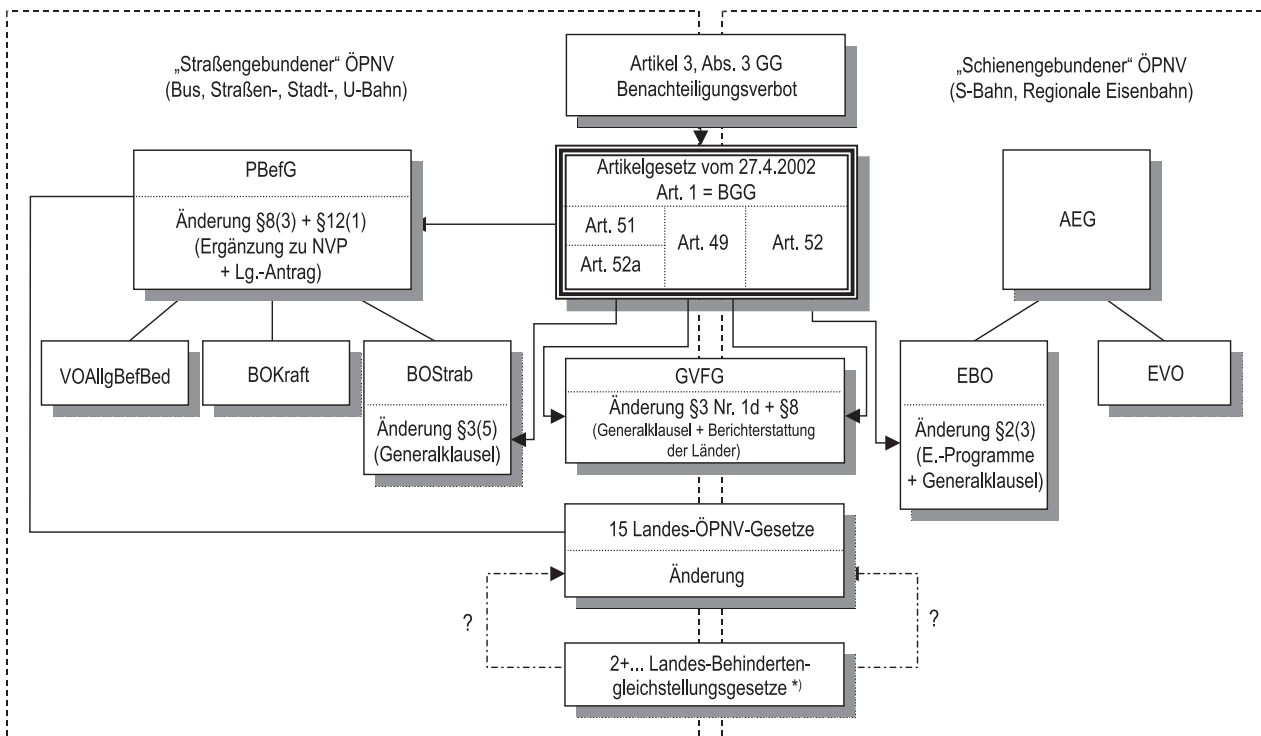 „Straßengebundener“ ÖPNV
(Bus, Straßen-, Stadt-, U-Bahn)
Artikel 3, Abs. 3 GG
Benachteiligungsverbot
„Schienengebundener“ ÖPNV
(S-Bahn, Regionale Eisenbahn)
PBefG
Änderung §8(3) + §12(1)
(Ergänzung zu NVP
+ Lg.-Antrag)
Artikelgesetz vom 27.4.2002
Art. 1 = BGG
Art. 51
Art. 52a
Art. 49
Art. 52
AEG
VOAllgBefBed
BOKraft
BOStrab
Änderung §3(5)
(Generalklausel)
GVFG
Änderung §3 Nr. 1d + §8
(Generalklausel + Berichterstattung
der Länder)
EBO
Änderung §2(3)
(E.-Programme
+ Generalklausel)
EVO
15 Landes-ÖPNV-Gesetze
Änderung
?
?
2+... Landes-Behinderten-
gleichstellungsgesetze *)